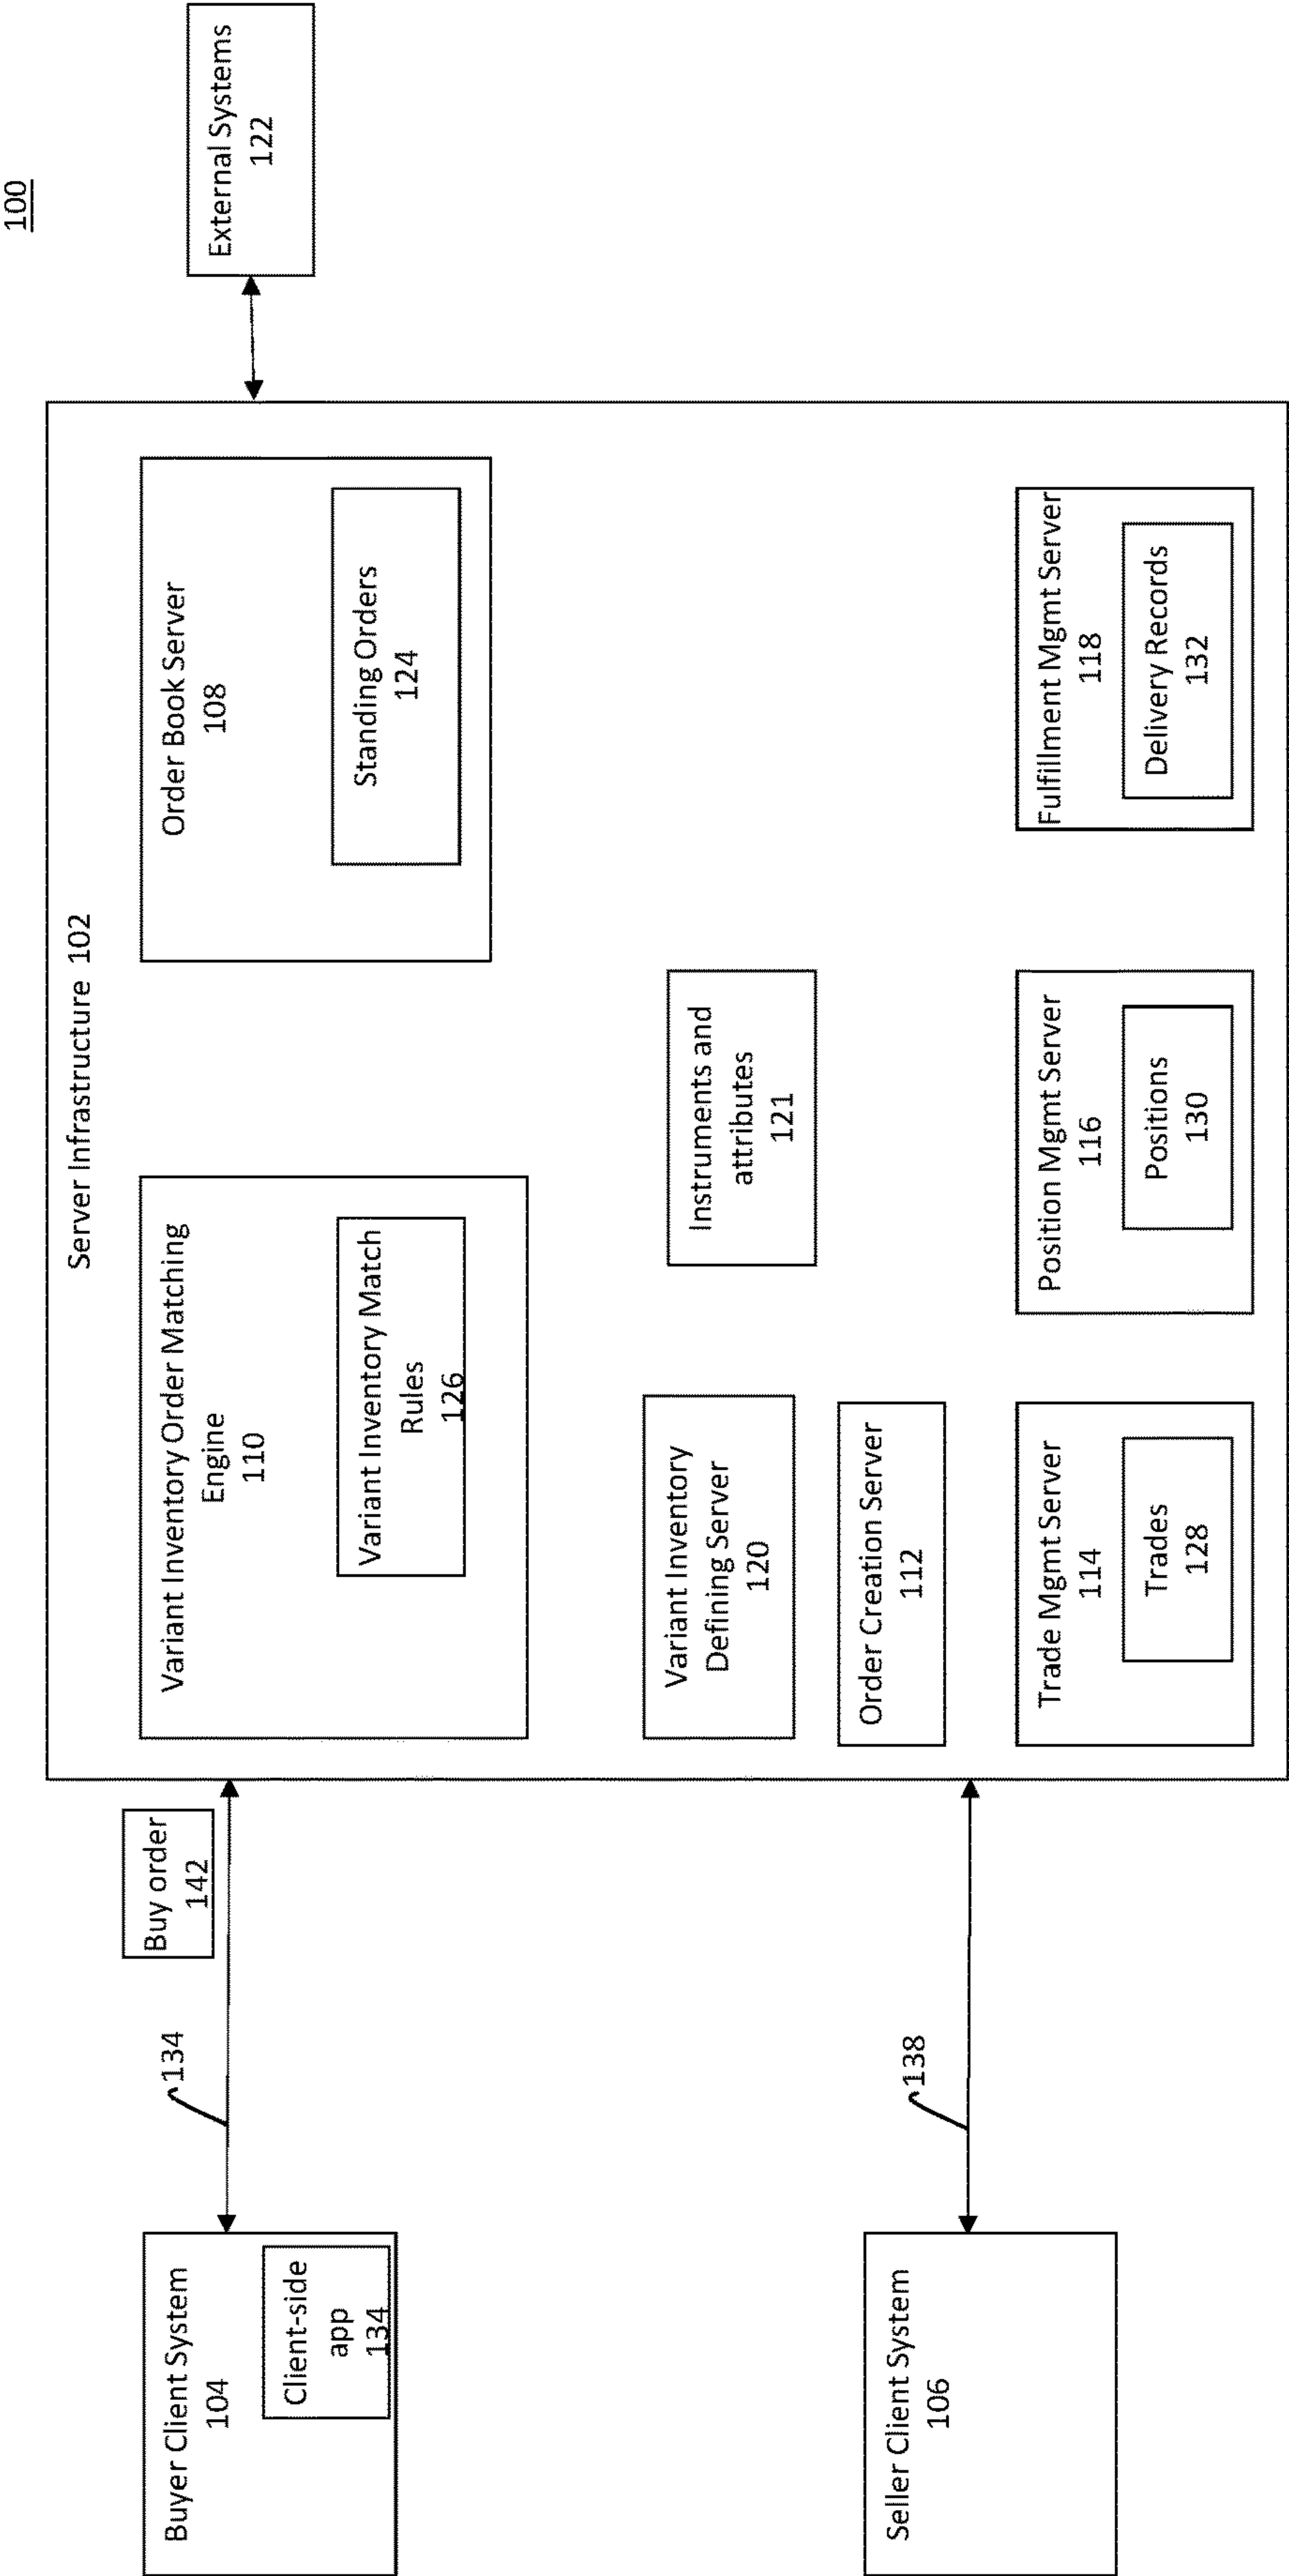 100
Server Infrastructure 102
Buyer Client System
104
Client-side
app
134
134
Buy order
142
Variant Inventory Order Matching
Engine
110
Variant Inventory Match
Rules
126
Order Book Server
108
Standing Orders
124
External Systems
122
Variant Inventory
Defining Server
120
Instruments and
attributes
121
Order Creation Server
112
Seller Client System
106
138
Trade Mgmt Server
114
Trades
128
Position Mgmt Server
116
Positions
130
Fulfillment Mgmt Server
118
Delivery Records
132